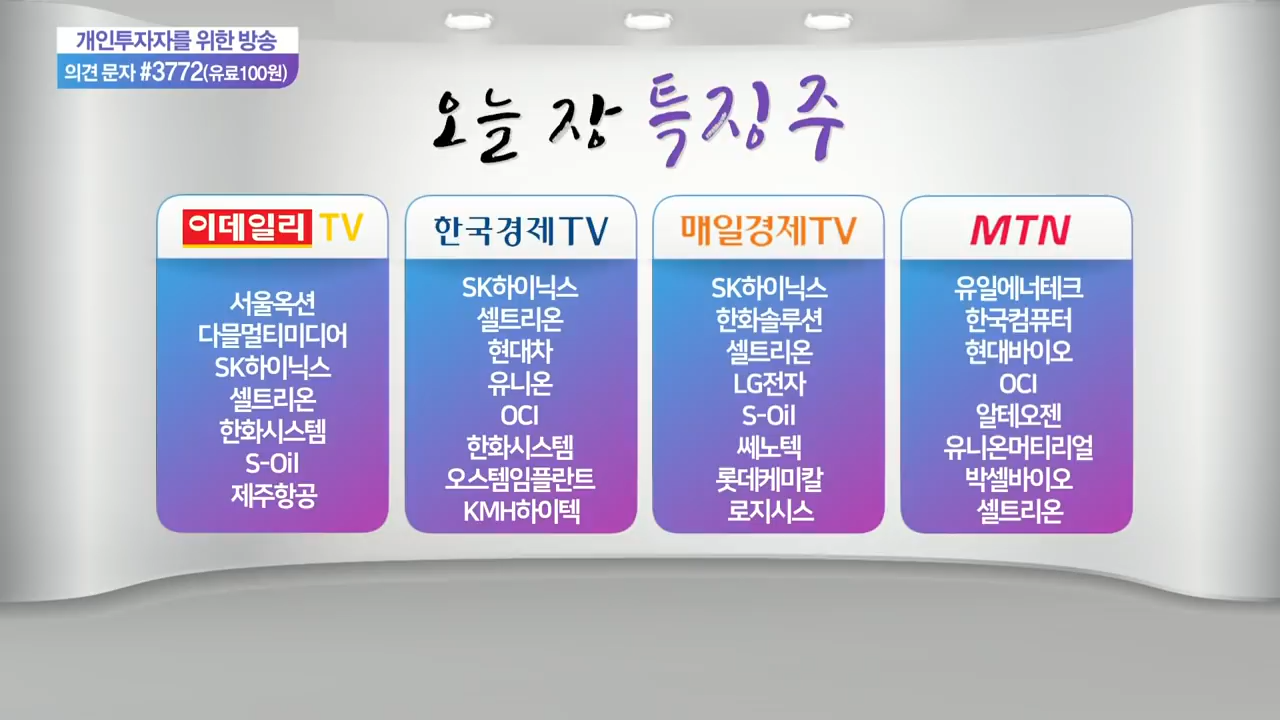 개인투자자를 위한 방송
의견 문자 #3772(유료100원)
오늘 장 특징주
이데일리 TV
서울옥션
다믈멀티미디어
SK하이닉스
셀트리온
한화시스템
S-Oil
제주항공
한국경제TV
SK하이닉스
셀트리온
현대차
유니온
OCI
한화시스템
오스템임플란트
KMH하이텍
매일경제TV
SK하이닉스
한화솔루션
셀트리온
LG전자
S-Oil
쎄노텍
롯데케미칼
로지시스
MTN
유일에너테크
한국컴퓨터
현대바이오
OCI
알테오젠
유니온머티리얼
박셀바이오
셀트리온